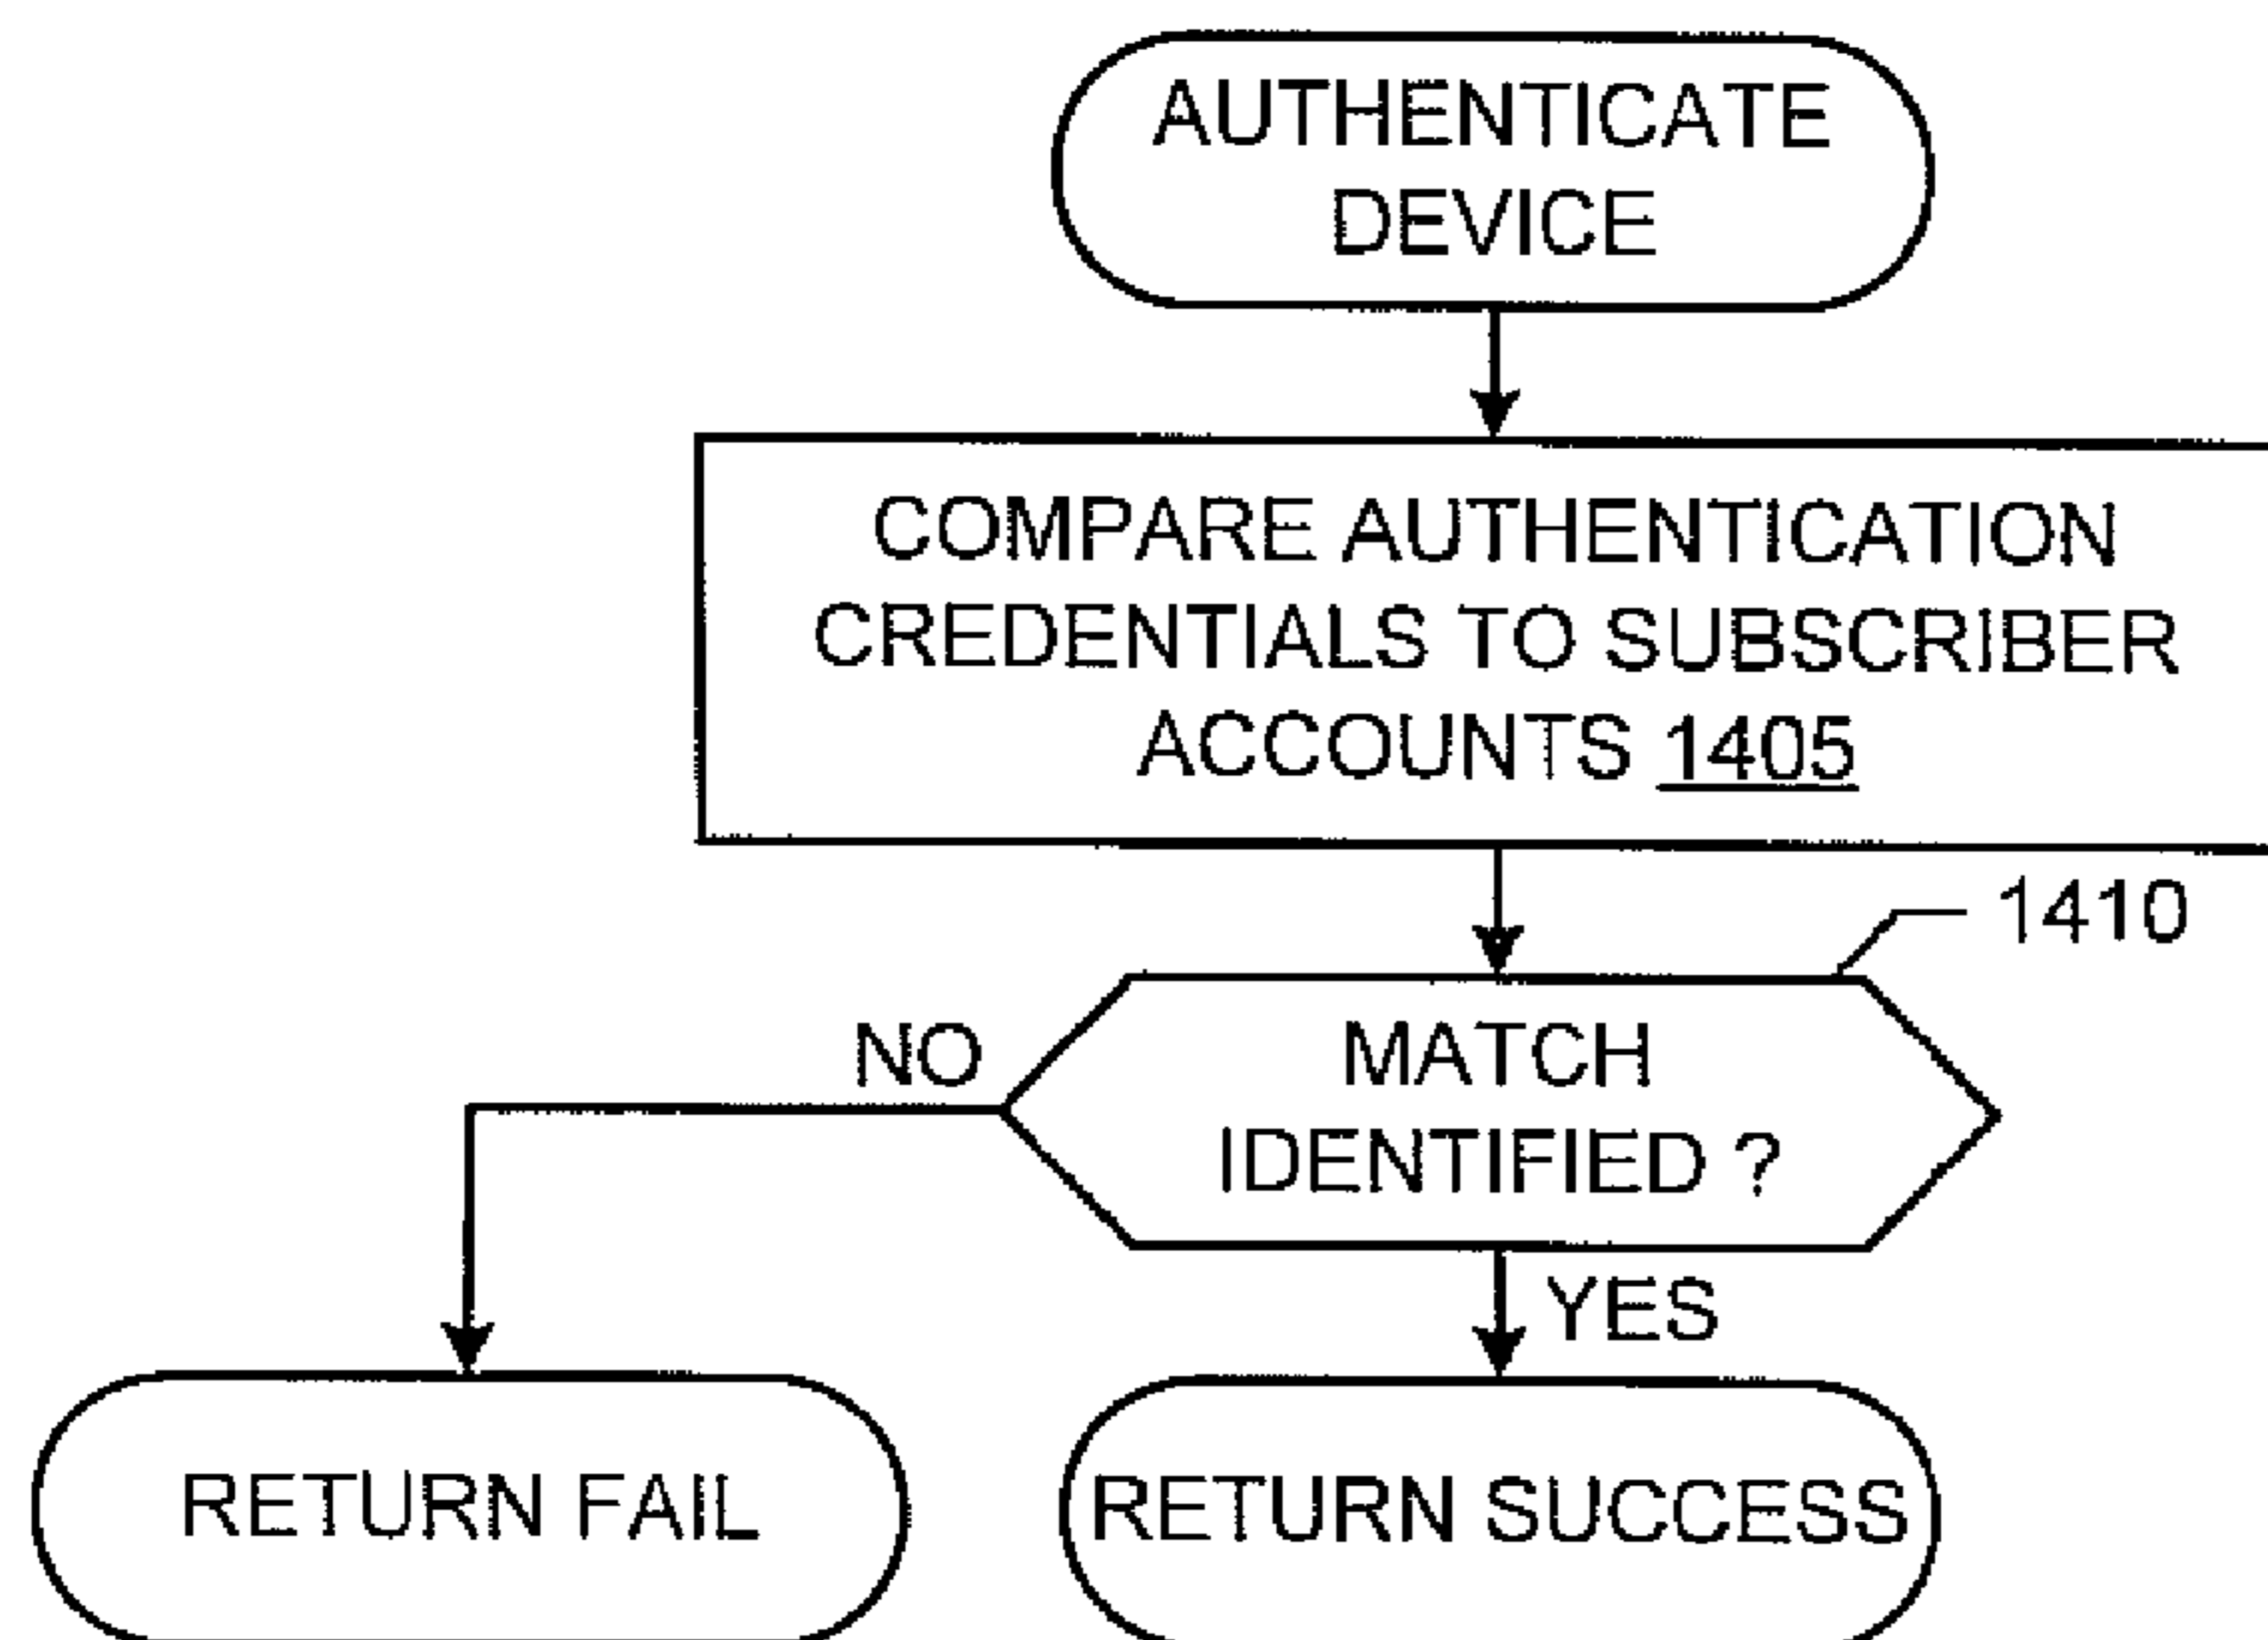 AUTHENTICATE
DEVICE
COMPARE AUTHENTICATION
CREDENTIALS TO SUBSCRIBER
ACCOUNTS 1405
1410
NO
MATCH
IDENTIFIED ?
YES
RETURN FAIL
RETURN SUCCESS